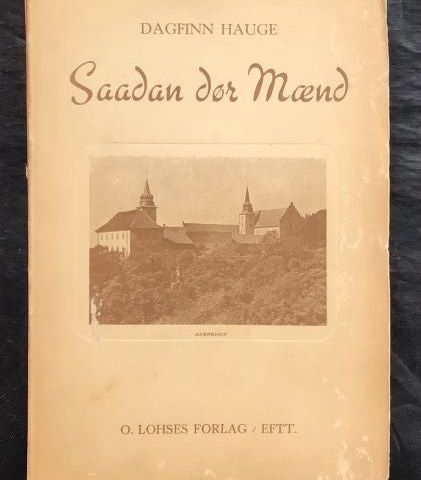 DAGFINN HAUGE
Saadan dør Mænd
AKERSHUS
O. LOHSES FORLAG / EFTT.